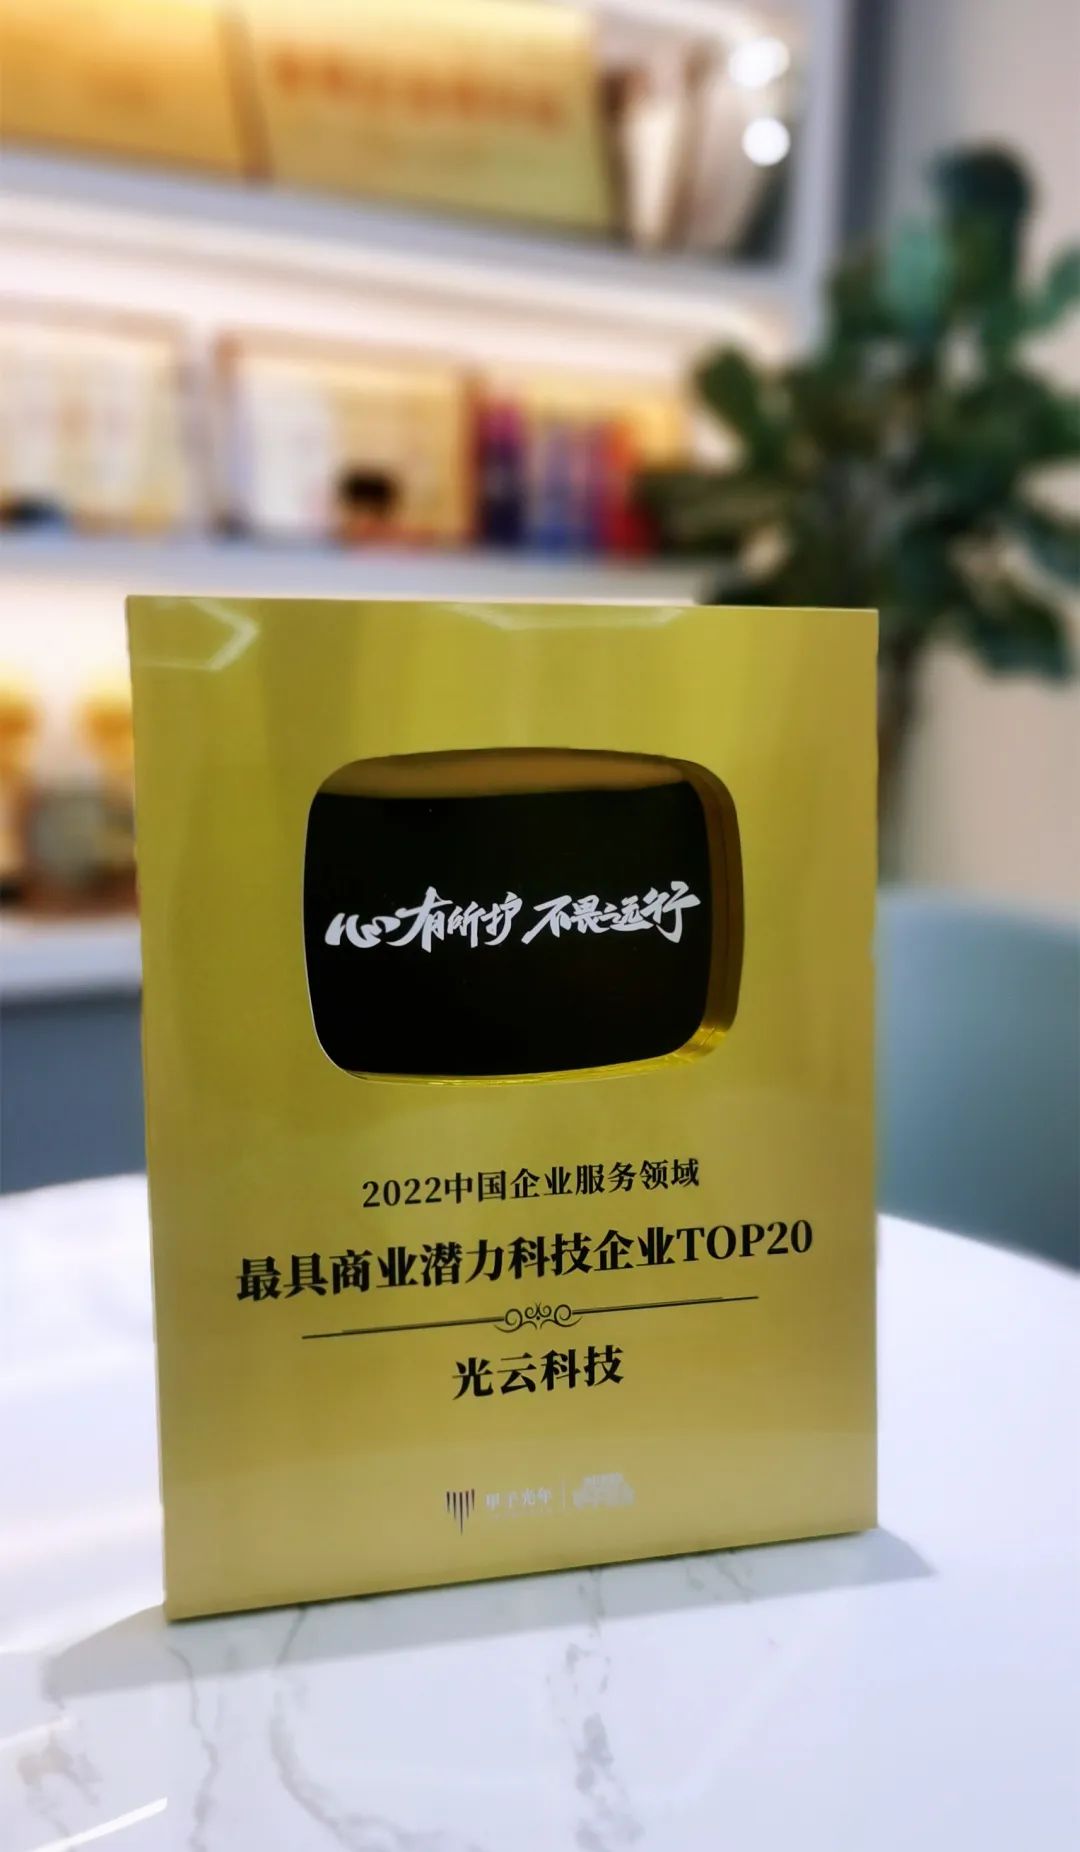 心有所护 不畏远行
2022中国企业服务领域
最具商业潜力科技企业TOP20
光云科技
甲子光年